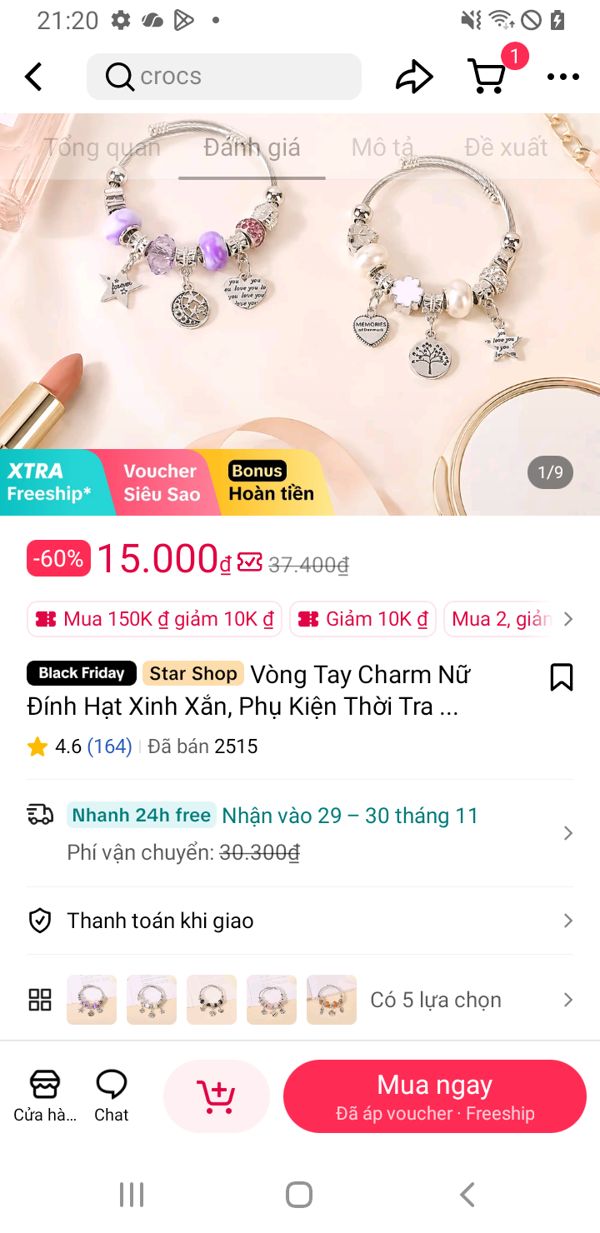 21:20
crocs
1
Tổng quan Đánh giá Mô tả Đề xuất
forever
MEMORIES
XTRA
Freeship*
Voucher
Siêu Sao
Bonus
Hoàn tiền
1/9
-60% 15.000₫ 37.400₫
Mua 150K ₫ giảm 10K ₫ Giảm 10K ₫ Mua 2, giản
Black Friday Star Shop Vòng Tay Charm Nữ
Đính Hạt Xinh Xắn, Phụ Kiện Thời Tra ...
4.6 (164) Đã bán 2515
Nhanh 24h free Nhận vào 29 – 30 tháng 11
Phí vận chuyển: 30.300₫
Thanh toán khi giao
Có 5 lựa chọn
Cửa hà... Chat
Mua ngay
Đã áp voucher · Freeship